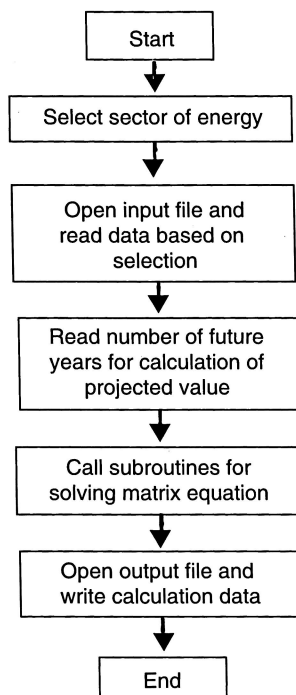 Start
Select sector of energy
Open input file and
read data based on
selection
Read number of future
years for calculation of
projected value
Call subroutines for
solving matrix equation
Open output file and
write calculation data
End